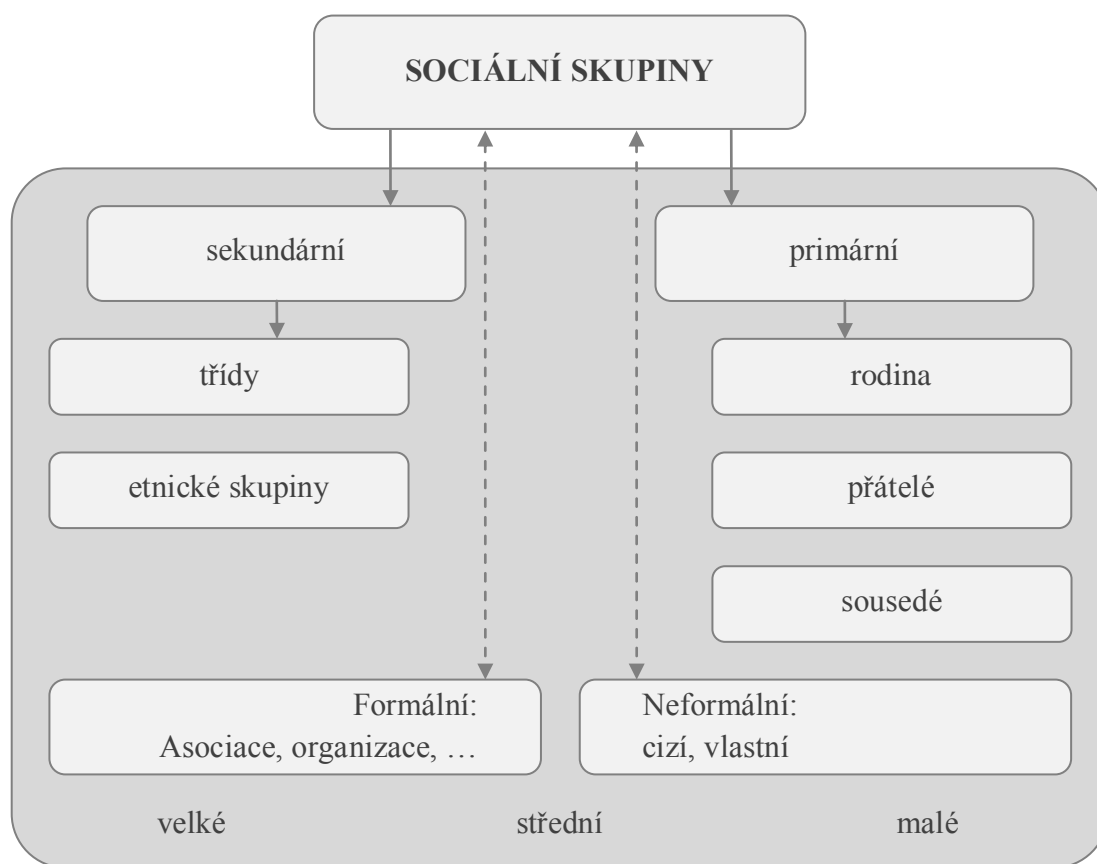 SOCIÁLNÍ SKUPINY
sekundární
primární
třídy
rodina
etnické skupiny
přátelé
sousedé
Formální:
Asociace, organizace, …
Neformální:
cizí, vlastní
velké
střední
malé